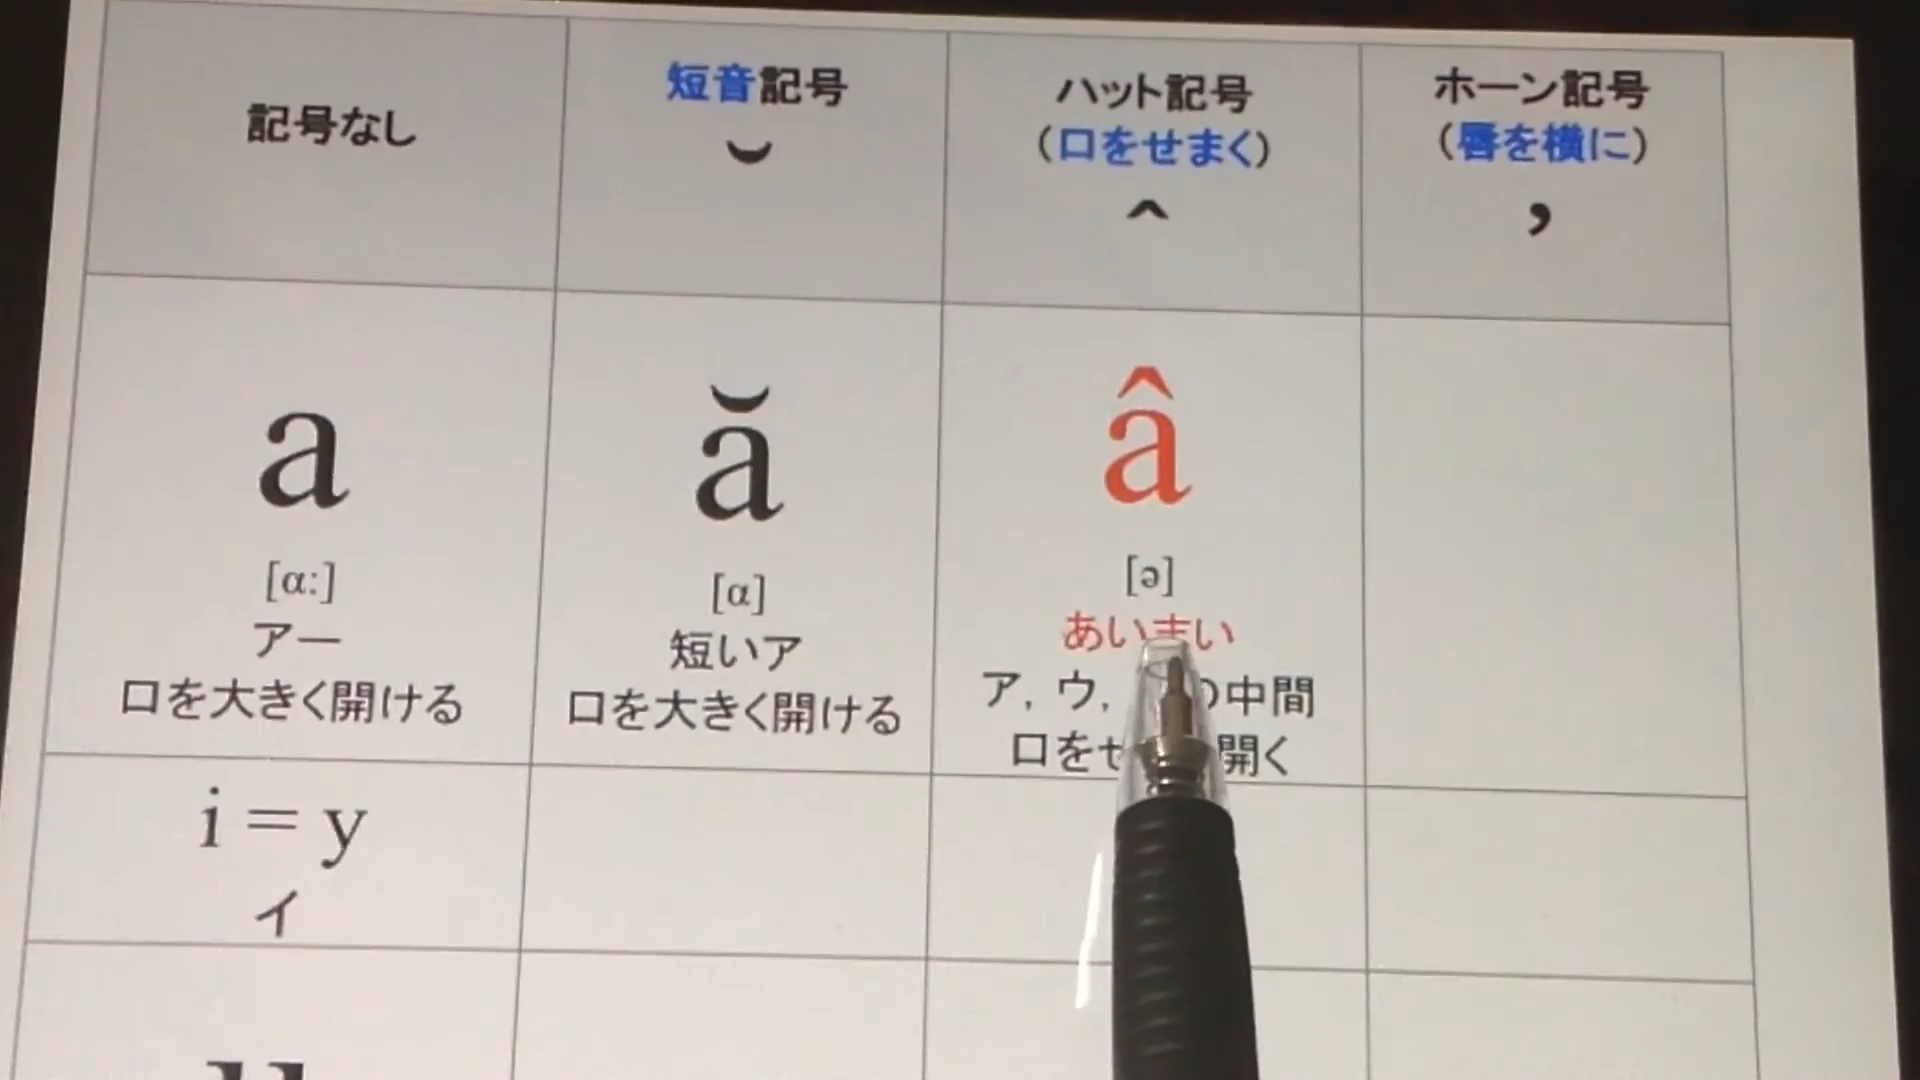 記号なし
短音記号
˘
ハット記号
(口をせまく)
^
ホーン記号
(唇を横に)
,
a
[ɑ:]
アー
口を大きく開ける
ă
[ɑ]
短いア
口を大きく開ける
â
[ə]
あいまい
ア, ウ, の中間
口をせ 開く
i = y
イ